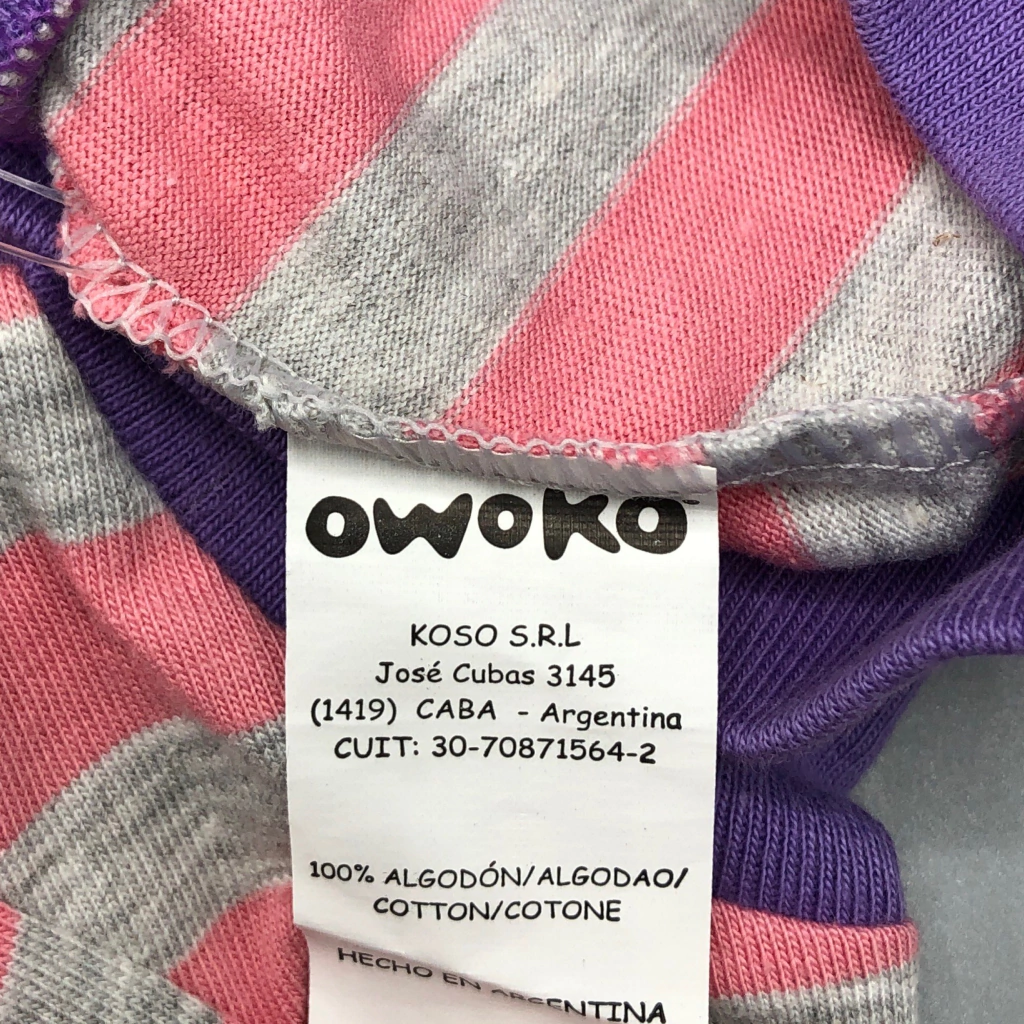 OWOKO
KOSO S.R.L
José Cubas 3145
(1419) CABA - Argentina
CUIT: 30-70871564-2
100% ALGODÓN/ALGODAO/
COTTON/COTONE
HECHO EN ARGENTINA